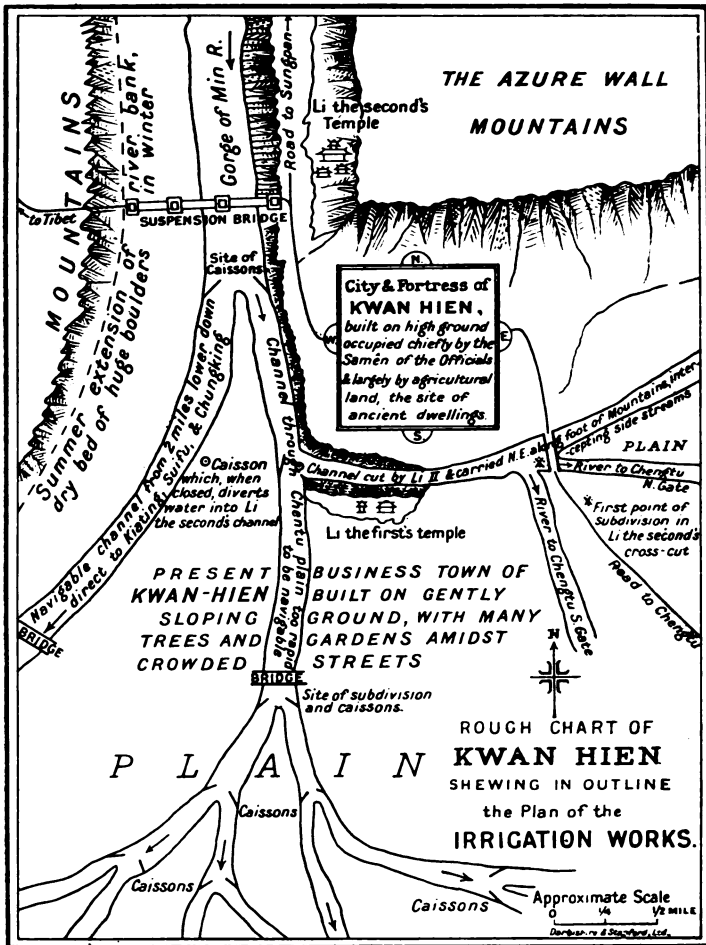 MOUNTAINS
river bank,
in winter
Gorge of Min R.
Road to Sungpan
Li the second's
Temple
THE AZURE WALL
MOUNTAINS
to Tibet
SUSPENSION BRIDGE
Site of
Caissons
Summer extension of
dry bed of huge boulders
N.
W
E
S
City & Fortress of
KWAN HIEN,
built on high ground
occupied chiefly by the
Samên of the Officials
& largely by agricultural
land, the site of
ancient dwellings.
Channel through Chentu plain too rapid
to be navigable
Navigable channel from 2 miles lower down
direct to Kiating, Suifu, & Chungking
Caisson
which, when
closed, diverts
water into Li
the second's channel
Channel cut by Li II & carried N.E. along foot of Mountains, inter-
cepting side streams
PLAIN
River to Chengtu
N. Gate
*First point of
Subdivision in
Li the second's
cross-cut
Li the first's temple
River to Chengtu S. Gate
Road to Chengtu
PRESENT BUSINESS TOWN OF
KWAN-HIEN BUILT ON GENTLY
SLOPING GROUND, WITH MANY
TREES AND GARDENS AMIDST
CROWDED STREETS
BRIDGE
BRIDGE
Site of subdivision
and caissons.
N
PLAIN
ROUGH CHART OF
KWAN HIEN
SHEWING IN OUTLINE
the Plan of the
IRRIGATION WORKS.
Caissons
Caissons
Caissons
Approximate Scale
0 1/4 1/2 MILE
Darbishire & Stanford, Ltd.